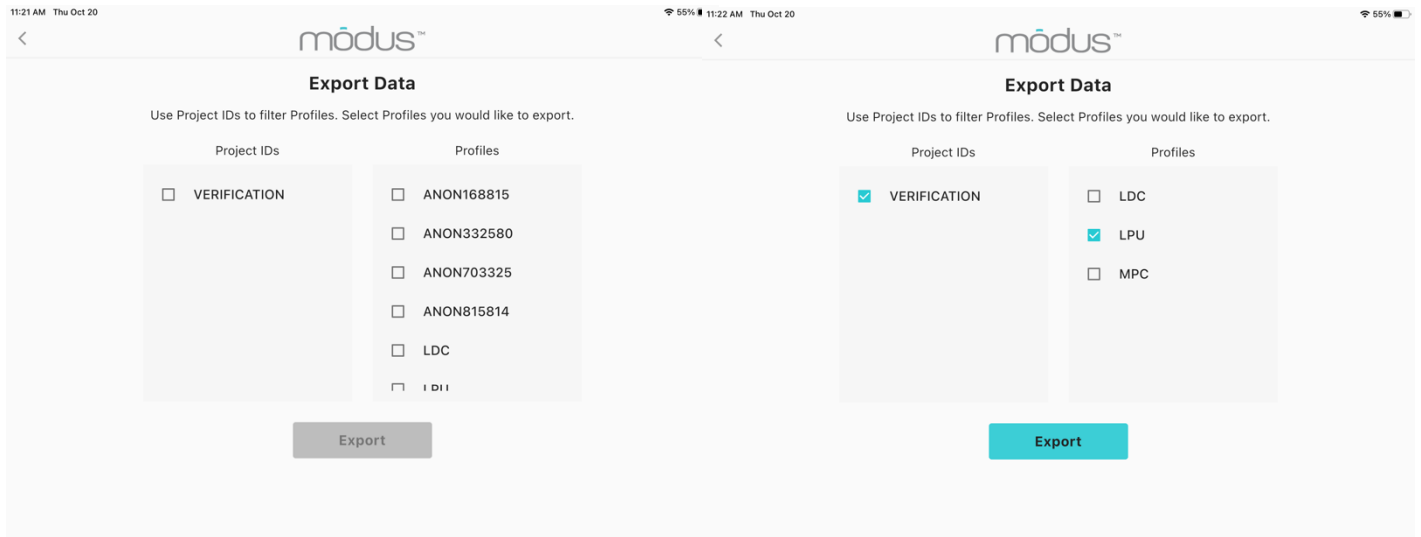 11:21 AM Thu Oct 20
55%
mōdus™
Export Data
Use Project IDs to filter Profiles. Select Profiles you would like to export.
Project IDs
Profiles
VERIFICATION
ANON168815
ANON332580
ANON703325
ANON815814
LDC
LPU
Export
11:22 AM Thu Oct 20
55%
mōdus™
Export Data
Use Project IDs to filter Profiles. Select Profiles you would like to export.
Project IDs
Profiles
VERIFICATION
LDC
LPU
MPC
Export